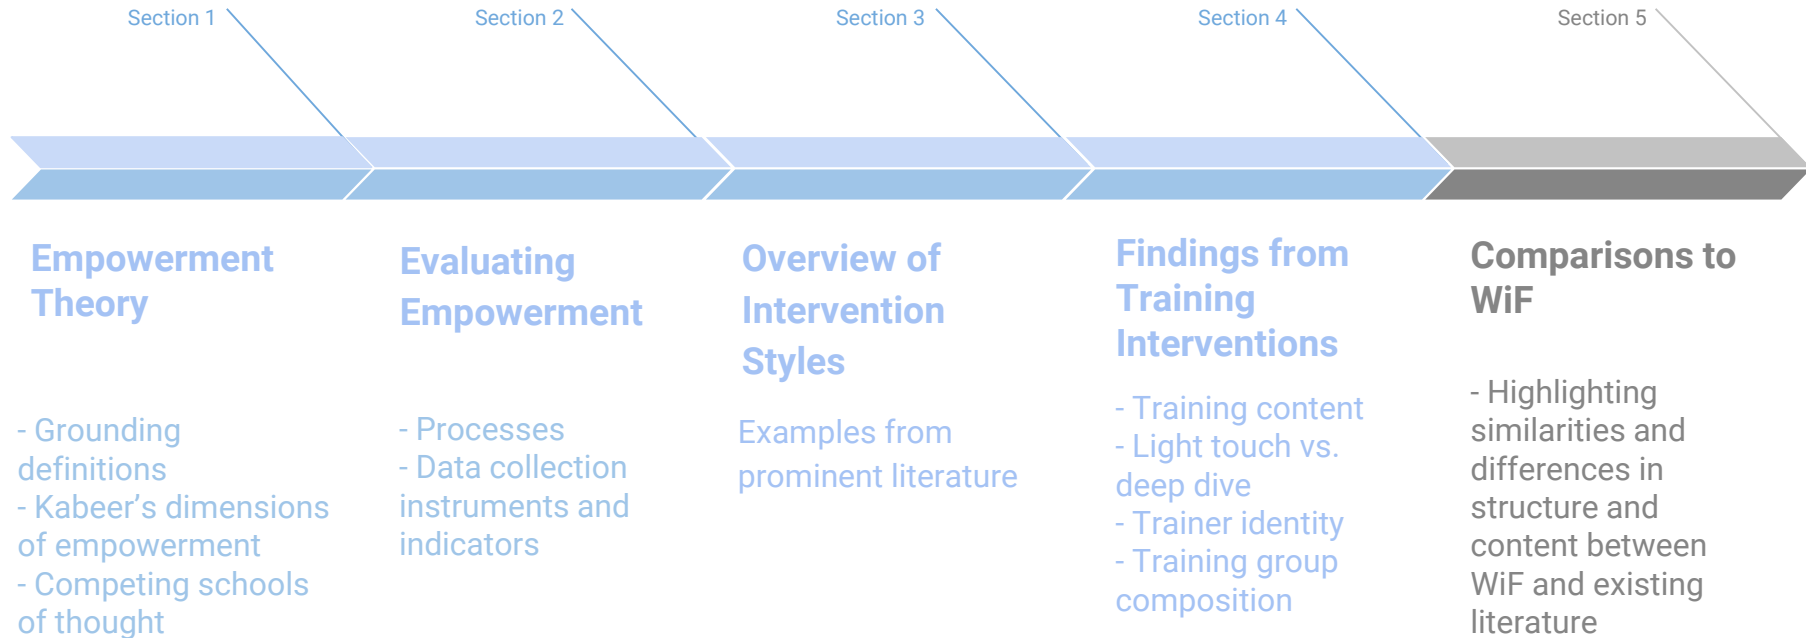 Section 1
Section 2
Section 3
Section 4
Section 5
Empowerment
Theory
- Grounding
definitions
- Kabeer’s dimensions
of empowerment
- Competing schools
of thought
Evaluating
Empowerment
- Processes
- Data collection
instruments and
indicators
Overview of
Intervention
Styles
Examples from
prominent literature
Findings from
Training
Interventions
- Training content
- Light touch vs.
deep dive
- Trainer identity
- Training group
composition
Comparisons to
WiF
- Highlighting
similarities and
differences in
structure and
content between
WiF and existing
literature